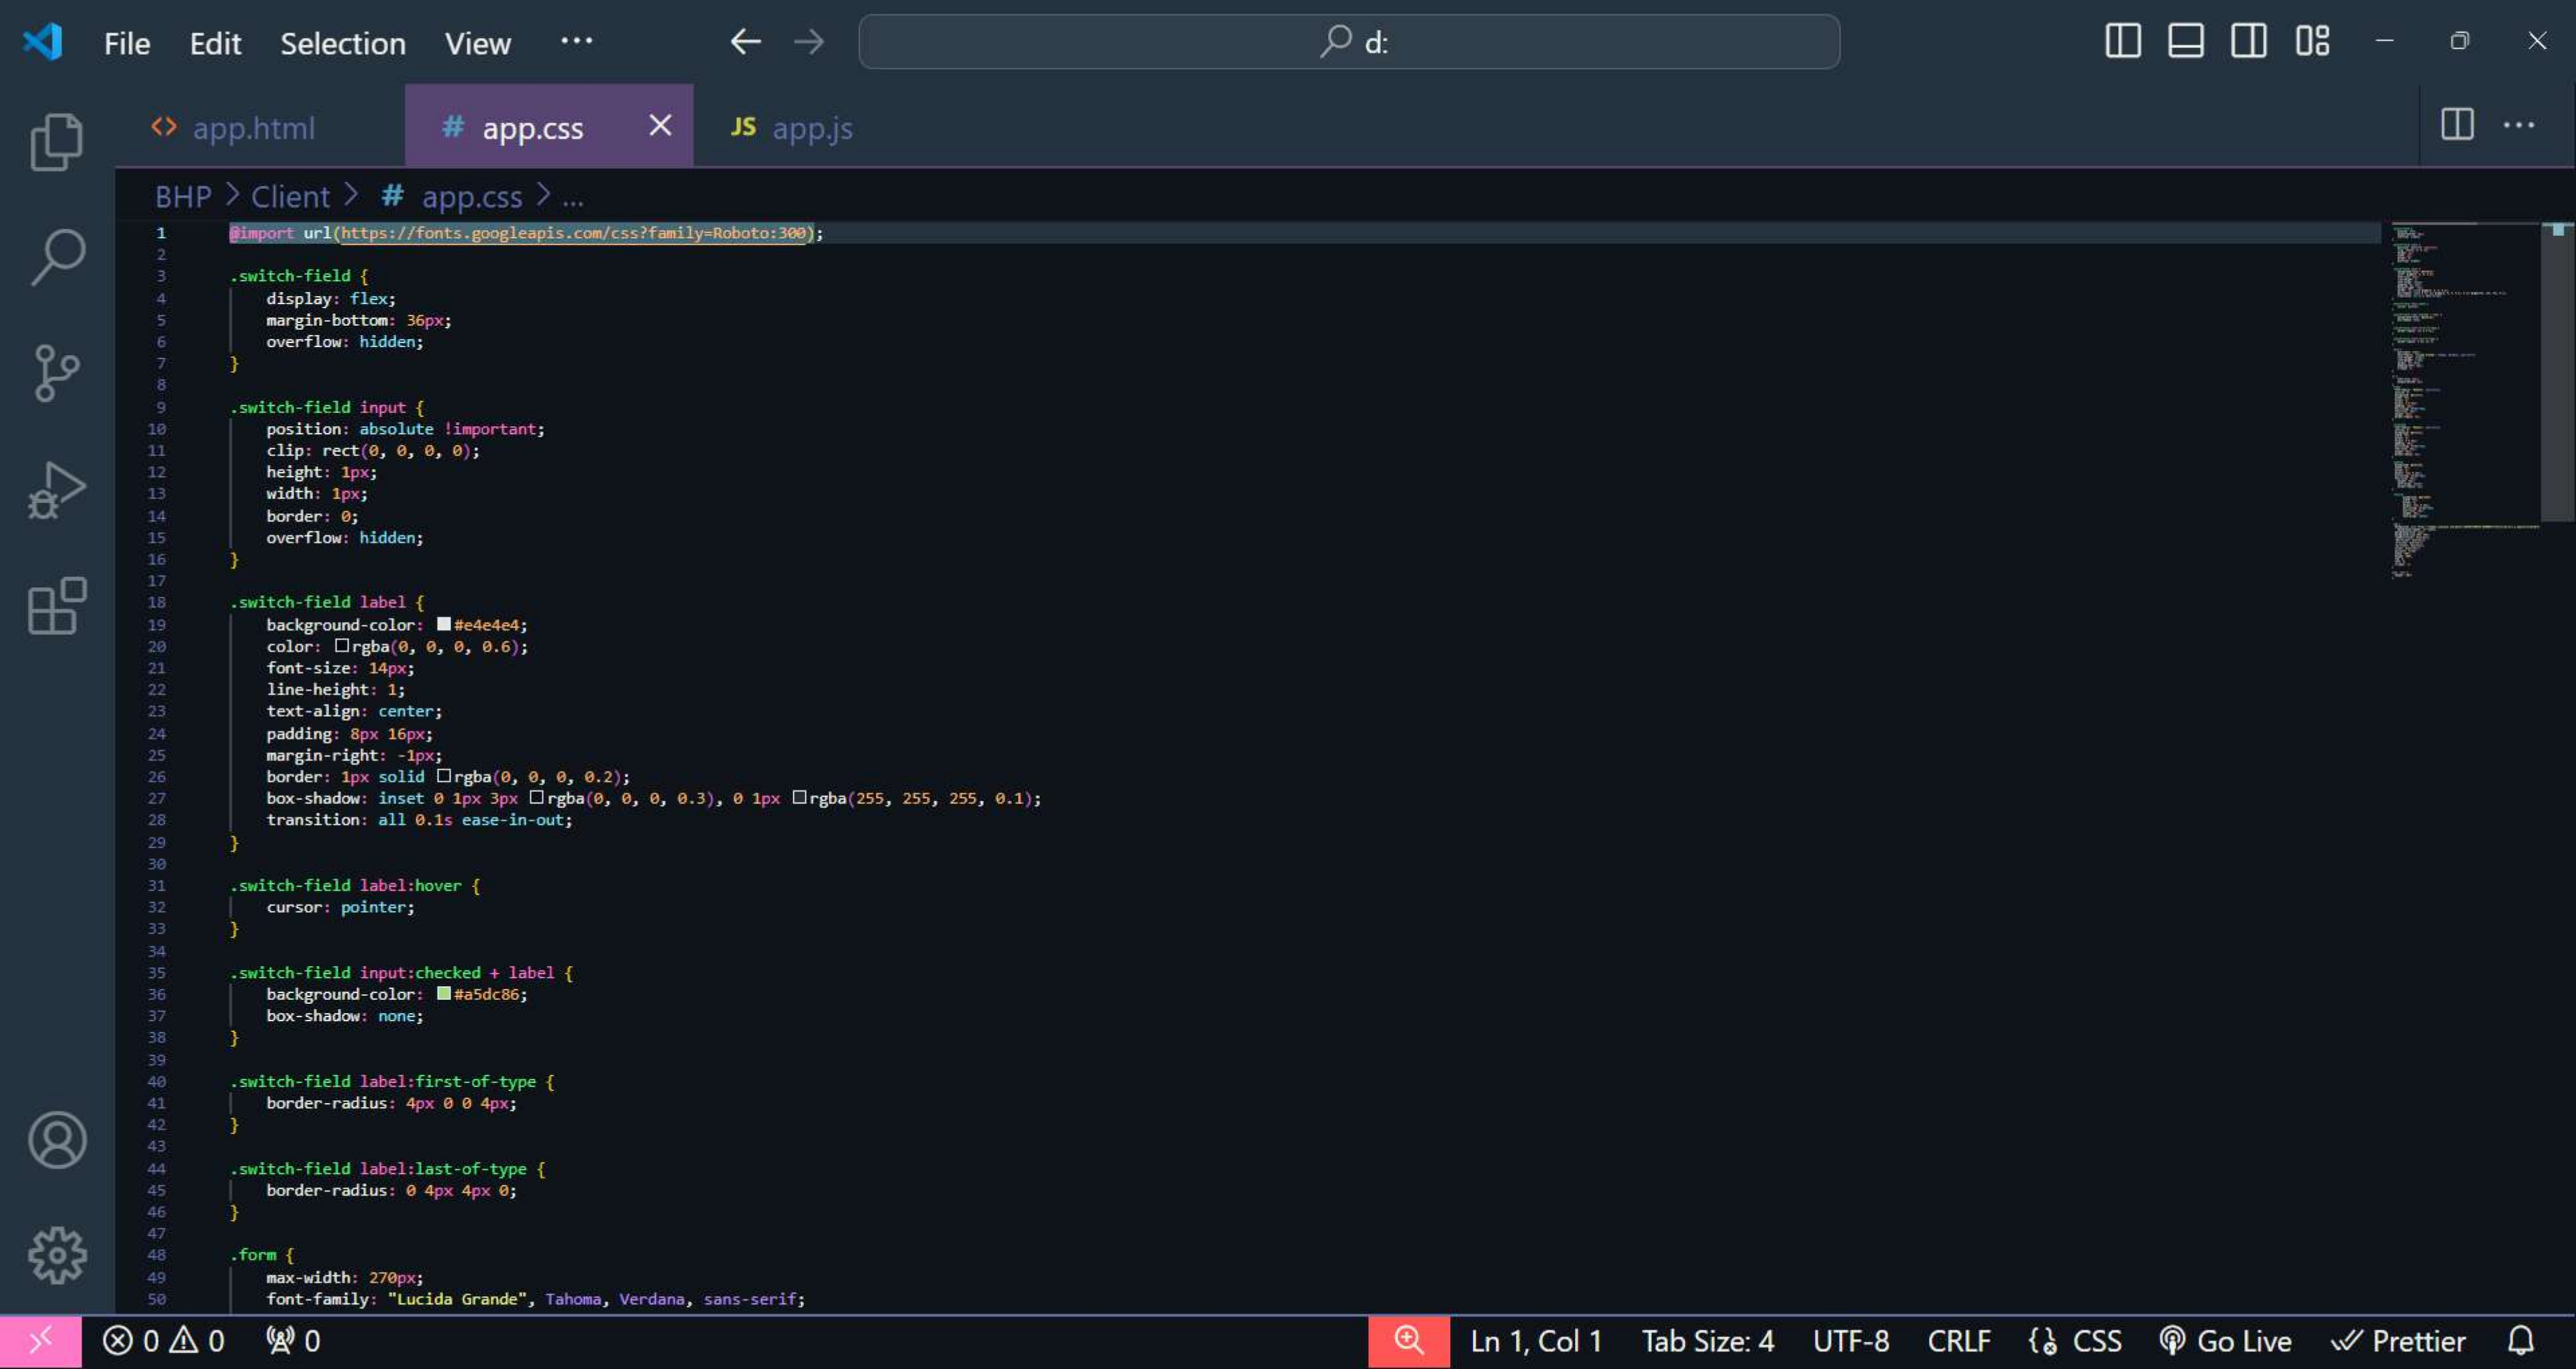 File Edit Selection View ··· d:
app.html # app.css JS app.js
BHP > Client > # app.css > ...
1 @import url(https://fonts.googleapis.com/css?family=Roboto:300);
2
3 .switch-field {
4 display: flex;
5 margin-bottom: 36px;
6 overflow: hidden;
7 }
8
9 .switch-field input {
10 position: absolute !important;
11 clip: rect(0, 0, 0, 0);
12 height: 1px;
13 width: 1px;
14 border: 0;
15 overflow: hidden;
16 }
17
18 .switch-field label {
19 background-color: #e4e4e4;
20 color: rgba(0, 0, 0, 0.6);
21 font-size: 14px;
22 line-height: 1;
23 text-align: center;
24 padding: 8px 16px;
25 margin-right: -1px;
26 border: 1px solid rgba(0, 0, 0, 0.2);
27 box-shadow: inset 0 1px 3px rgba(0, 0, 0, 0.3), 0 1px rgba(255, 255, 255, 0.1);
28 transition: all 0.1s ease-in-out;
29 }
30
31 .switch-field label:hover {
32 cursor: pointer;
33 }
34
35 .switch-field input:checked + label {
36 background-color: #a5dc86;
37 box-shadow: none;
38 }
39
40 .switch-field label:first-of-type {
41 border-radius: 4px 0 0 4px;
42 }
43
44 .switch-field label:last-of-type {
45 border-radius: 0 4px 4px 0;
46 }
47
48 .form {
49 max-width: 270px;
50 font-family: "Lucida Grande", Tahoma, Verdana, sans-serif;
0 0 0 Ln 1, Col 1 Tab Size: 4 UTF-8 CRLF CSS Go Live Prettier